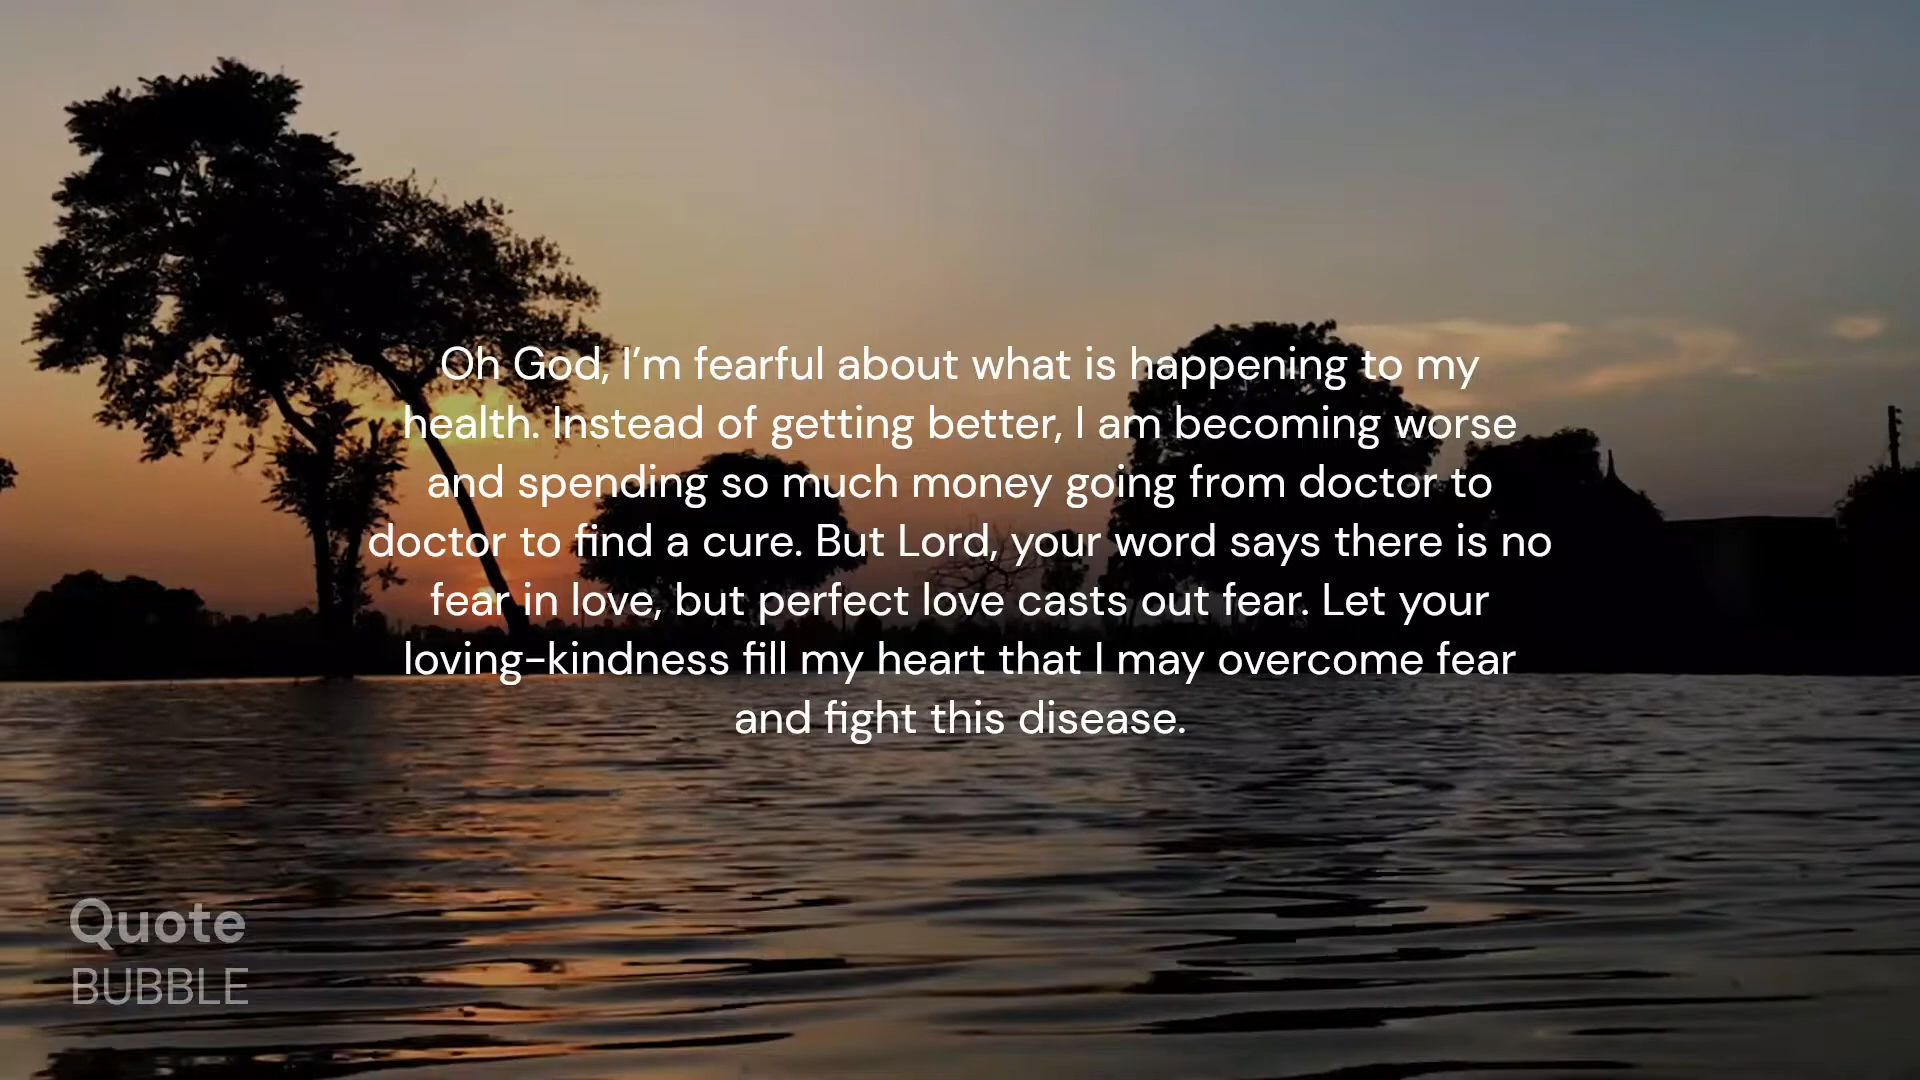 Oh God, I’m fearful about what is happening to my
health. Instead of getting better, I am becoming worse
and spending so much money going from doctor to
doctor to find a cure. But Lord, your word says there is no
fear in love, but perfect love casts out fear. Let your
loving-kindness fill my heart that I may overcome fear
and fight this disease.
Quote
BUBBLE